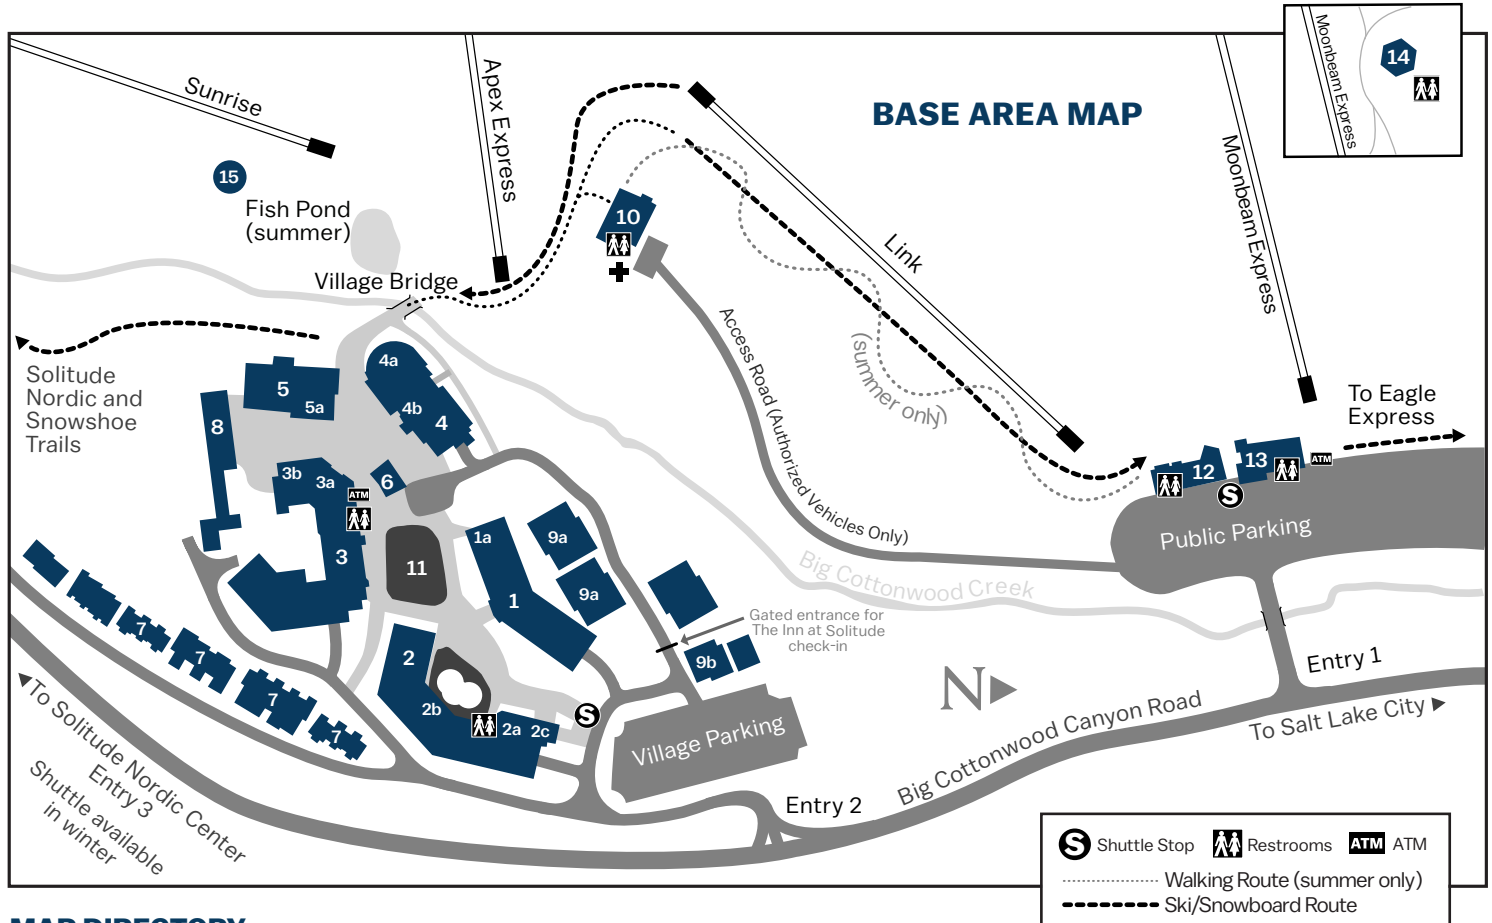 BASE AREA MAP
Sunrise
Apex Express
Moonbeam Express
14
15
Fish Pond
(summer)
10
Link
Moonbeam Express
Village Bridge
Access Road (Authorized Vehicles Only)
(summer only)
Solitude
Nordic and
Snowshoe
Trails
To Eagle
Express
5
5a
4a
4b
4
8
3b
3a
6
ATM
3
11
1a
1
9a
9a
12
13
ATM
S
Public Parking
Big Cottonwood Creek
Gated entrance for
The Inn at Solitude
check-in
9b
7
7
7
7
2
2b
2a
2c
S
Village Parking
N
Entry 1
To Salt Lake City
Big Cottonwood Canyon Road
Entry 2
To Solitude Nordic Center
Entry 3
Shuttle available
in winter
S Shuttle Stop
Restrooms
ATM ATM
Walking Route (summer only)
Ski/Snowboard Route
MAP DIRECTORY